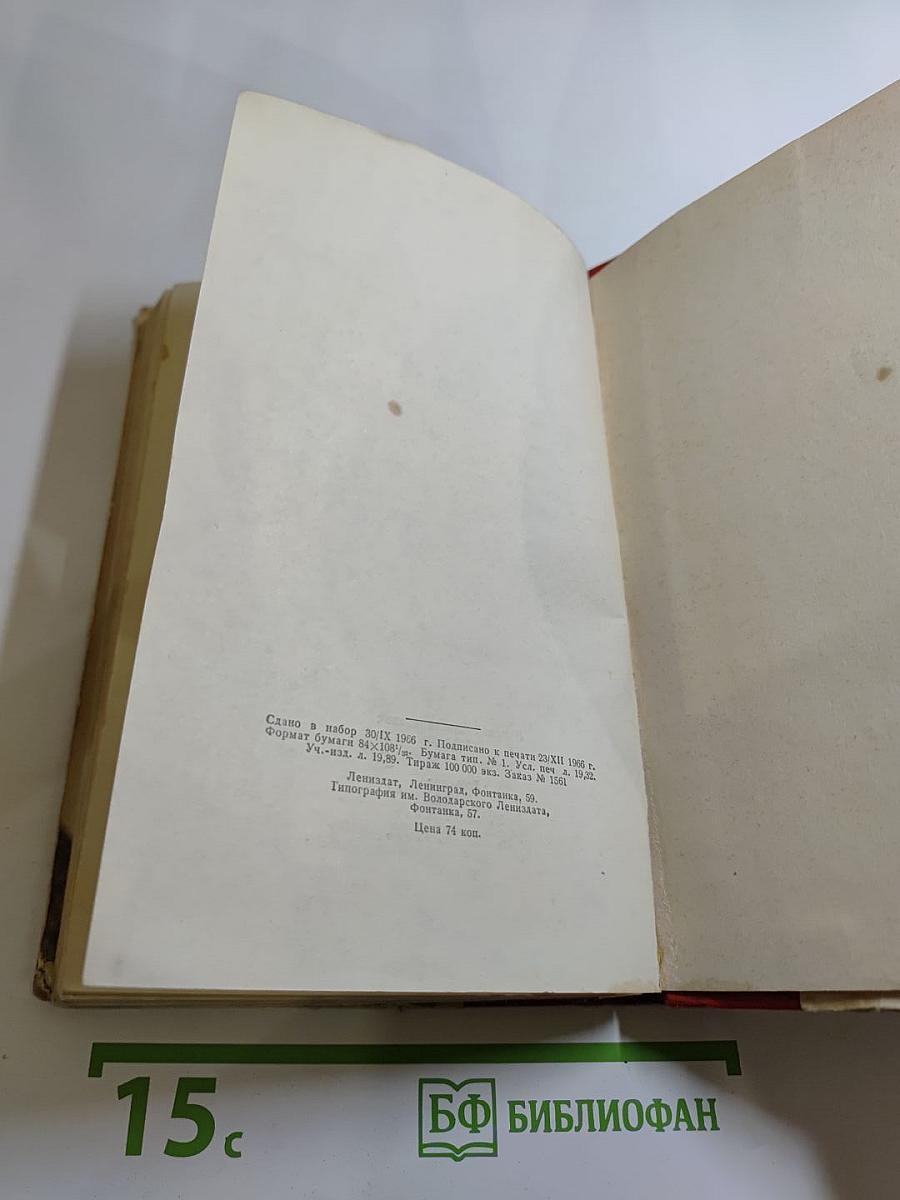 Сдано в набор 30/IX 1966 г. Подписано к печати 23/XII 1966 г.
Формат бумаги 84×108¹/₃₂. Бумага тип. № 1. Усл. печ л. 19,32.
Уч.-изд. л. 19,89. Тираж 100 000 экз. Заказ № 1561
Лениздат, Ленинград, Фонтанка, 59.
Типография им. Володарского Лениздата,
Фонтанка, 57.
Цена 74 коп.
15 с
БФ БИБЛИОФАН